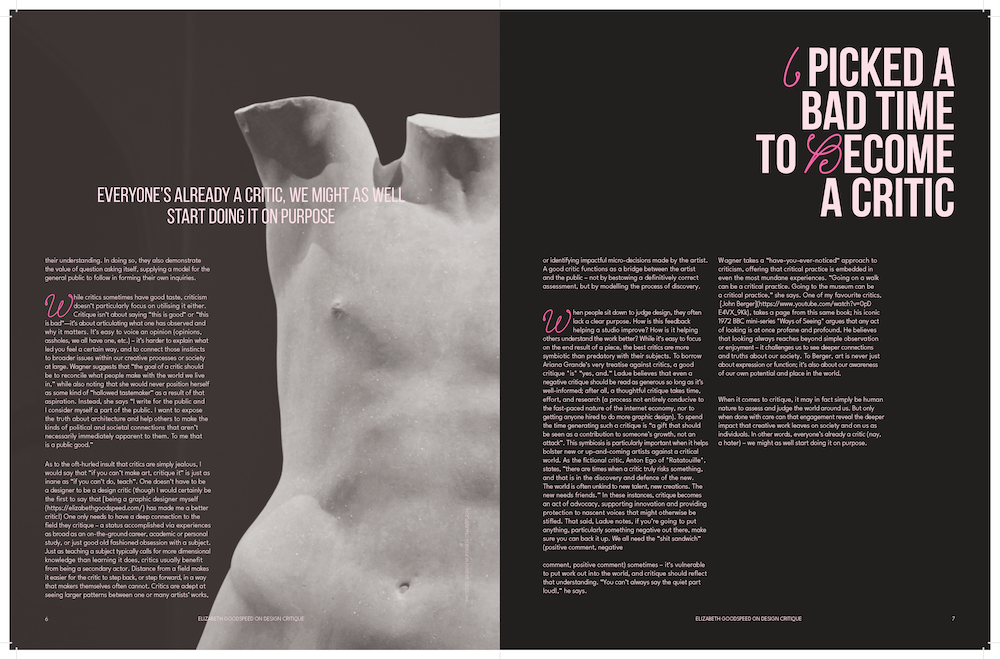 EVERYONE'S ALREADY A CRITIC, WE MIGHT AS WELL
START DOING IT ON PURPOSE
their understanding. In doing so, they also demonstrate
the value of question asking itself, supplying a model for the
general public to follow in forming their own inquiries.
While critics sometimes have good taste, criticism
doesn't particularly focus on utilising it either.
Critique isn't about saying "this is good" or "this
is bad"—it's about articulating what one has observed and
why it matters. It's easy to voice an opinion (opinions,
assholes, we all have one, etc.) – it's harder to explain what
led you feel a certain way, and to connect those instincts
to broader issues within our creative processes or society
at large. Wagner suggests that "the goal of a critic should
be to reconcile what people make with the world we live
in," while also noting that she would never position herself
as some kind of "hallowed tastemaker" as a result of that
aspiration. Instead, she says "I write for the public and
I consider myself a part of the public. I want to expose
the truth about architecture and help others to make the
kinds of political and societal connections that aren't
necessarily immediately apparent to them. To me that
is a public good."
As to the oft-hurled insult that critics are simply jealous, I
would say that "if you can't make art, critique it" is just as
inane as "if you can't do, teach". One doesn't have to be
a designer to be a design critic (though I would certainly be
the first to say that [being a graphic designer myself
(https://elizabethgoodspeed.com/) has made me a better
critic!) One only needs to have a deep connection to the
field they critique – a status accomplished via experiences
as broad as an on-the-ground career, academic or personal
study, or just good old fashioned obsession with a subject.
Just as teaching a subject typically calls for more dimensional
knowledge than learning it does, critics usually benefit
from being a secondary actor. Distance from a field makes
it easier for the critic to step back, or step forward, in a way
that makers themselves often cannot. Critics are adept at
seeing larger patterns between one or many artists' works,
6
ELIZABETH GOODSPEED ON DESIGN CRITIQUE
I PICKED A
BAD TIME
TO BECOME
A CRITIC
or identifying impactful micro-decisions made by the artist.
A good critic functions as a bridge between the artist
and the public – not by bestowing a definitively correct
assessment, but by modelling the process of discovery.
When people sit down to judge design, they often
lack a clear purpose. How is this feedback
helping a studio improve? How is it helping
others understand the work better? While it's easy to focus
on the end result of a piece, the best critics are more
symbiotic than predatory with their subjects. To borrow
Ariana Grande's very treatise against critics, a good
critique *is* "yes, and." Ladue believes that even a
negative critique should be read as generous so long as it's
well-informed; after all, a thoughtful critique takes time,
effort, and research (a process not entirely conducive to
the fast-paced nature of the internet economy, nor to
getting anyone hired to do more graphic design). To spend
the time generating such a critique is "a gift that should
be seen as a contribution to someone's growth, not an
attack". This symbiosis is particularly important when it helps
bolster new or up-and-coming artists against a critical
world. As the fictional critic, Anton Ego of *Ratatouille*,
states, "there are times when a critic truly risks something,
and that is in the discovery and defence of the new.
The world is often unkind to new talent, new creations. The
new needs friends." In these instances, critique becomes
an act of advocacy, supporting innovation and providing
protection to nascent voices that might otherwise be
stifled. That said, Ladue notes, if you're going to put
anything, particularly something negative out there, make
sure you can back it up. We all need the "shit sandwich"
(positive comment, negative
comment, positive comment) sometimes – it's vulnerable
to put work out into the world, and critique should reflect
that understanding. "You can't always say the quiet part
loud!," he says.
Wagner takes a "have-you-ever-noticed" approach to
criticism, offering that critical practice is embedded in
even the most mundane experiences. "Going on a walk
can be a critical practice. Going to the museum can be
a critical practice," she says. One of my favourite critics,
[John Berger](https://www.youtube.com/watch?v=0pD
E4VX_9Kk), takes a page from this same book; his iconic
1972 BBC mini-series "Ways of Seeing" argues that any act
of looking is at once profane and profound. He believes
that looking always reaches beyond simple observation
or enjoyment – it challenges us to see deeper connections
and truths about our society. To Berger, art is never just
about expression or function; it's also about our awareness
of our own potential and place in the world.
When it comes to critique, it may in fact simply be human
nature to assess and judge the world around us. But only
when done with care can that engagement reveal the deeper
impact that creative work leaves on society and on us as
individuals. In other words, everyone's already a critic (nay,
a hater) – we might as well start doing it on purpose.
ELIZABETH GOODSPEED ON DESIGN CRITIQUE
7